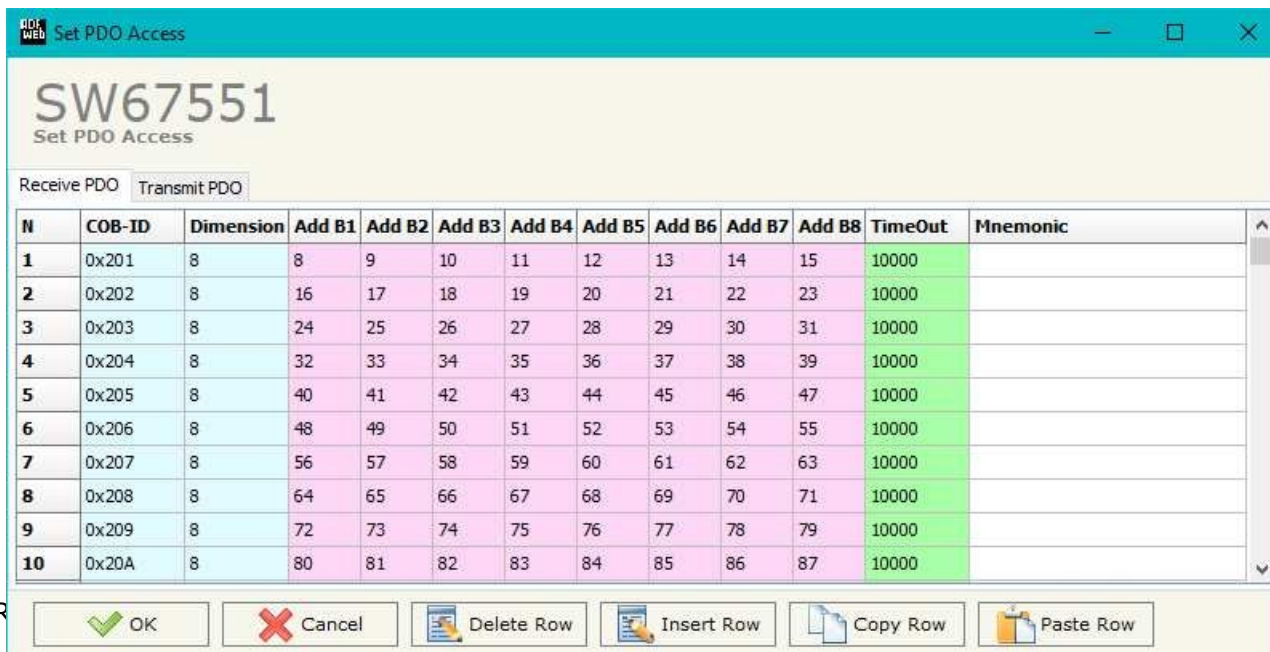 ADF WEB Set PDO Access
SW67551
Set PDO Access
Receive PDO Transmit PDO
N COB-ID Dimension Add B1 Add B2 Add B3 Add B4 Add B5 Add B6 Add B7 Add B8 TimeOut Mnemonic
1 0x201 8 8 9 10 11 12 13 14 15 10000
2 0x202 8 16 17 18 19 20 21 22 23 10000
3 0x203 8 24 25 26 27 28 29 30 31 10000
4 0x204 8 32 33 34 35 36 37 38 39 10000
5 0x205 8 40 41 42 43 44 45 46 47 10000
6 0x206 8 48 49 50 51 52 53 54 55 10000
7 0x207 8 56 57 58 59 60 61 62 63 10000
8 0x208 8 64 65 66 67 68 69 70 71 10000
9 0x209 8 72 73 74 75 76 77 78 79 10000
10 0x20A 8 80 81 82 83 84 85 86 87 10000
R OK Cancel Delete Row Insert Row Copy Row Paste Row